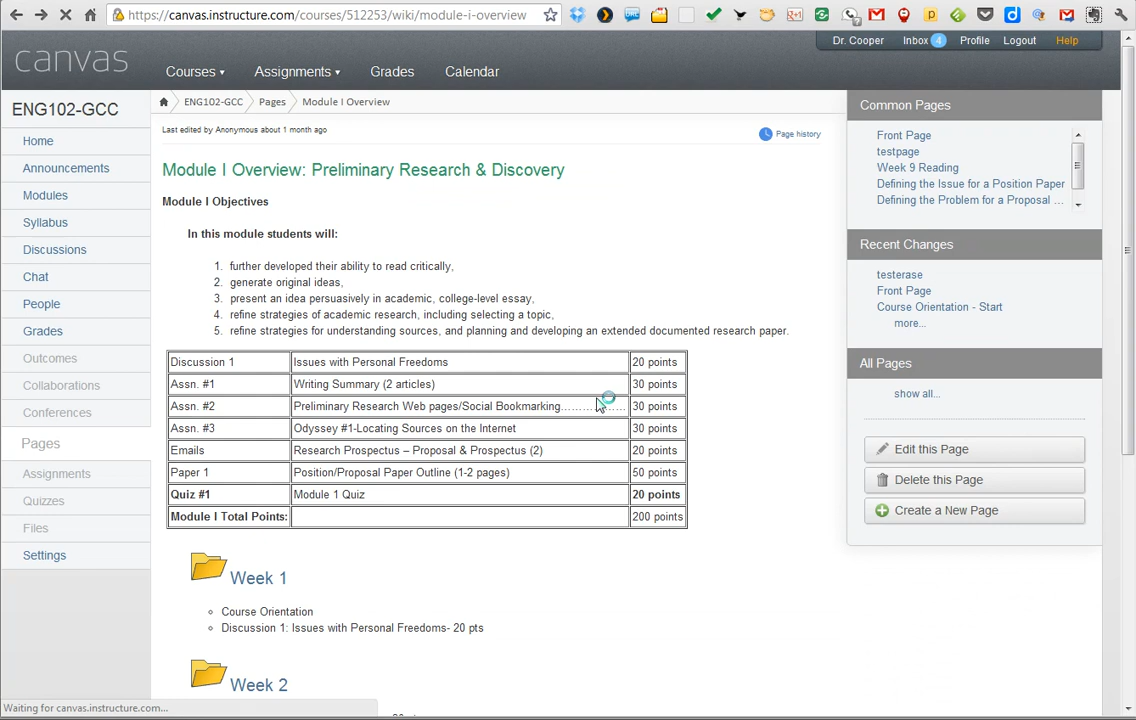 https://canvas.instructure.com/courses/512253/wiki/module-i-overview
Dr. Cooper Inbox 4 Profile Logout Help
canvas
Courses Assignments Grades Calendar
ENG102-GCC
Home
Announcements
Modules
Syllabus
Discussions
Chat
People
Grades
Outcomes
Collaborations
Conferences
Pages
Assignments
Quizzes
Files
Settings
ENG102-GCC Pages Module I Overview
Last edited by Anonymous about 1 month ago
Page history
Module I Overview: Preliminary Research & Discovery
Module I Objectives
In this module students will:
1. further developed their ability to read critically,
2. generate original ideas,
3. present an idea persuasively in academic, college-level essay,
4. refine strategies of academic research, including selecting a topic,
5. refine strategies for understanding sources, and planning and developing an extended documented research paper.
Discussion 1 Issues with Personal Freedoms 20 points
Assn. #1 Writing Summary (2 articles) 30 points
Assn. #2 Preliminary Research Web pages/Social Bookmarking…………… 30 points
Assn. #3 Odyssey #1-Locating Sources on the Internet 30 points
Emails Research Prospectus – Proposal & Prospectus (2) 20 points
Paper 1 Position/Proposal Paper Outline (1-2 pages) 50 points
Quiz #1 Module 1 Quiz 20 points
Module I Total Points: 200 points
Week 1
Course Orientation
Discussion 1: Issues with Personal Freedoms- 20 pts
Week 2
Common Pages
Front Page
testpage
Week 9 Reading
Defining the Issue for a Position Paper
Defining the Problem for a Proposal ...
Recent Changes
testerase
Front Page
Course Orientation - Start
more...
All Pages
show all...
Edit this Page
Delete this Page
Create a New Page
Waiting for canvas.instructure.com...